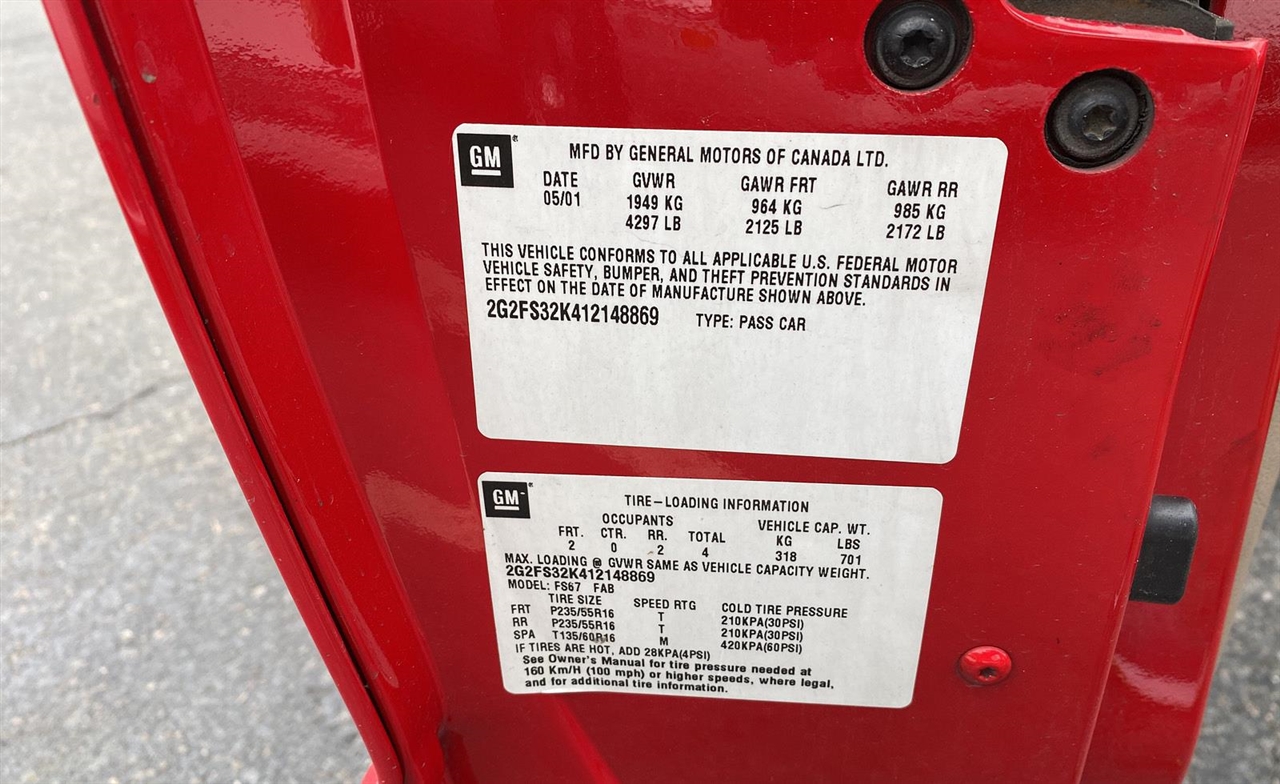 GM
MFD BY GENERAL MOTORS OF CANADA LTD.
DATE GVWR GAWR FRT GAWR RR
05/01 1949 KG 964 KG 985 KG
4297 LB 2125 LB 2172 LB
THIS VEHICLE CONFORMS TO ALL APPLICABLE U.S. FEDERAL MOTOR
VEHICLE SAFETY, BUMPER, AND THEFT PREVENTION STANDARDS IN
EFFECT ON THE DATE OF MANUFACTURE SHOWN ABOVE.
2G2FS32K412148869 TYPE: PASS CAR
GM
TIRE-LOADING INFORMATION
OCCUPANTS VEHICLE CAP. WT.
FRT. CTR. RR. TOTAL KG LBS
2 0 2 4 318 701
MAX. LOADING @ GVWR SAME AS VEHICLE CAPACITY WEIGHT.
2G2FS32K412148869
MODEL: FS67 FAB
TIRE SIZE SPEED RTG COLD TIRE PRESSURE
FRT P235/55R16 T 210KPA(30PSI)
RR P235/55R16 T 210KPA(30PSI)
SPA T135/60R16 M 420KPA(60PSI)
IF TIRES ARE HOT, ADD 28KPA(4PSI)
See Owner's Manual for tire pressure needed at
160 Km/H (100 mph) or higher speeds, where legal,
and for additional tire information.